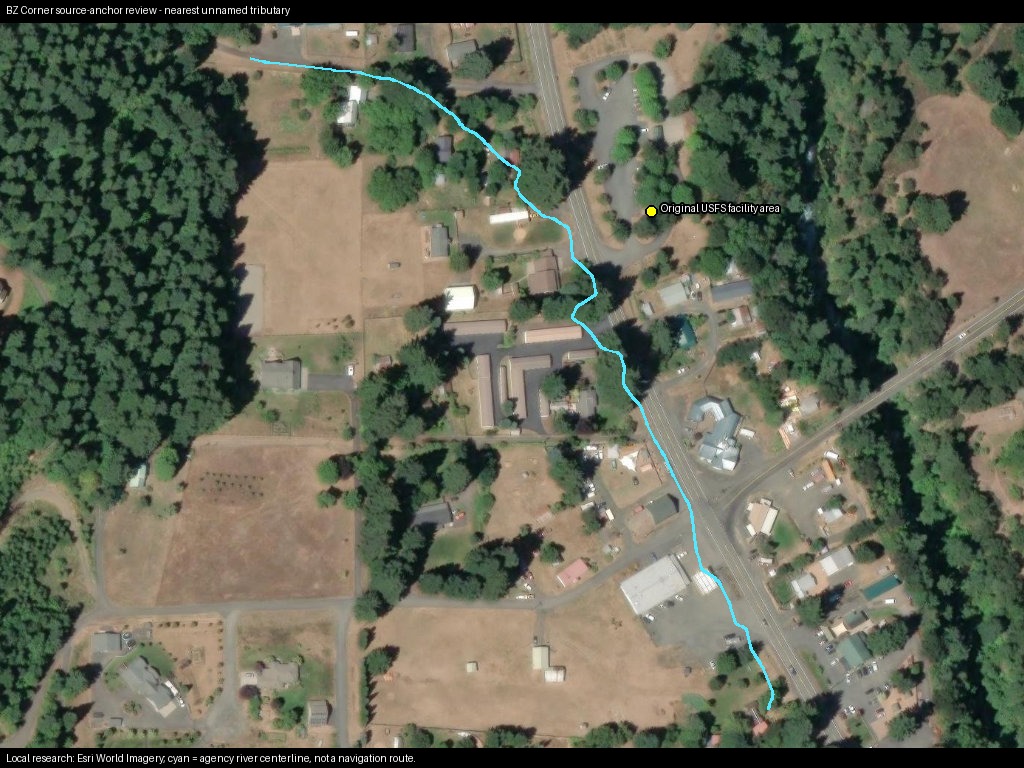 BZ Corner source-anchor review - nearest unnamed tributary
Original USFS facility area
Local research: Esri World Imagery; cyan = agency river centerline, not a navigation route.